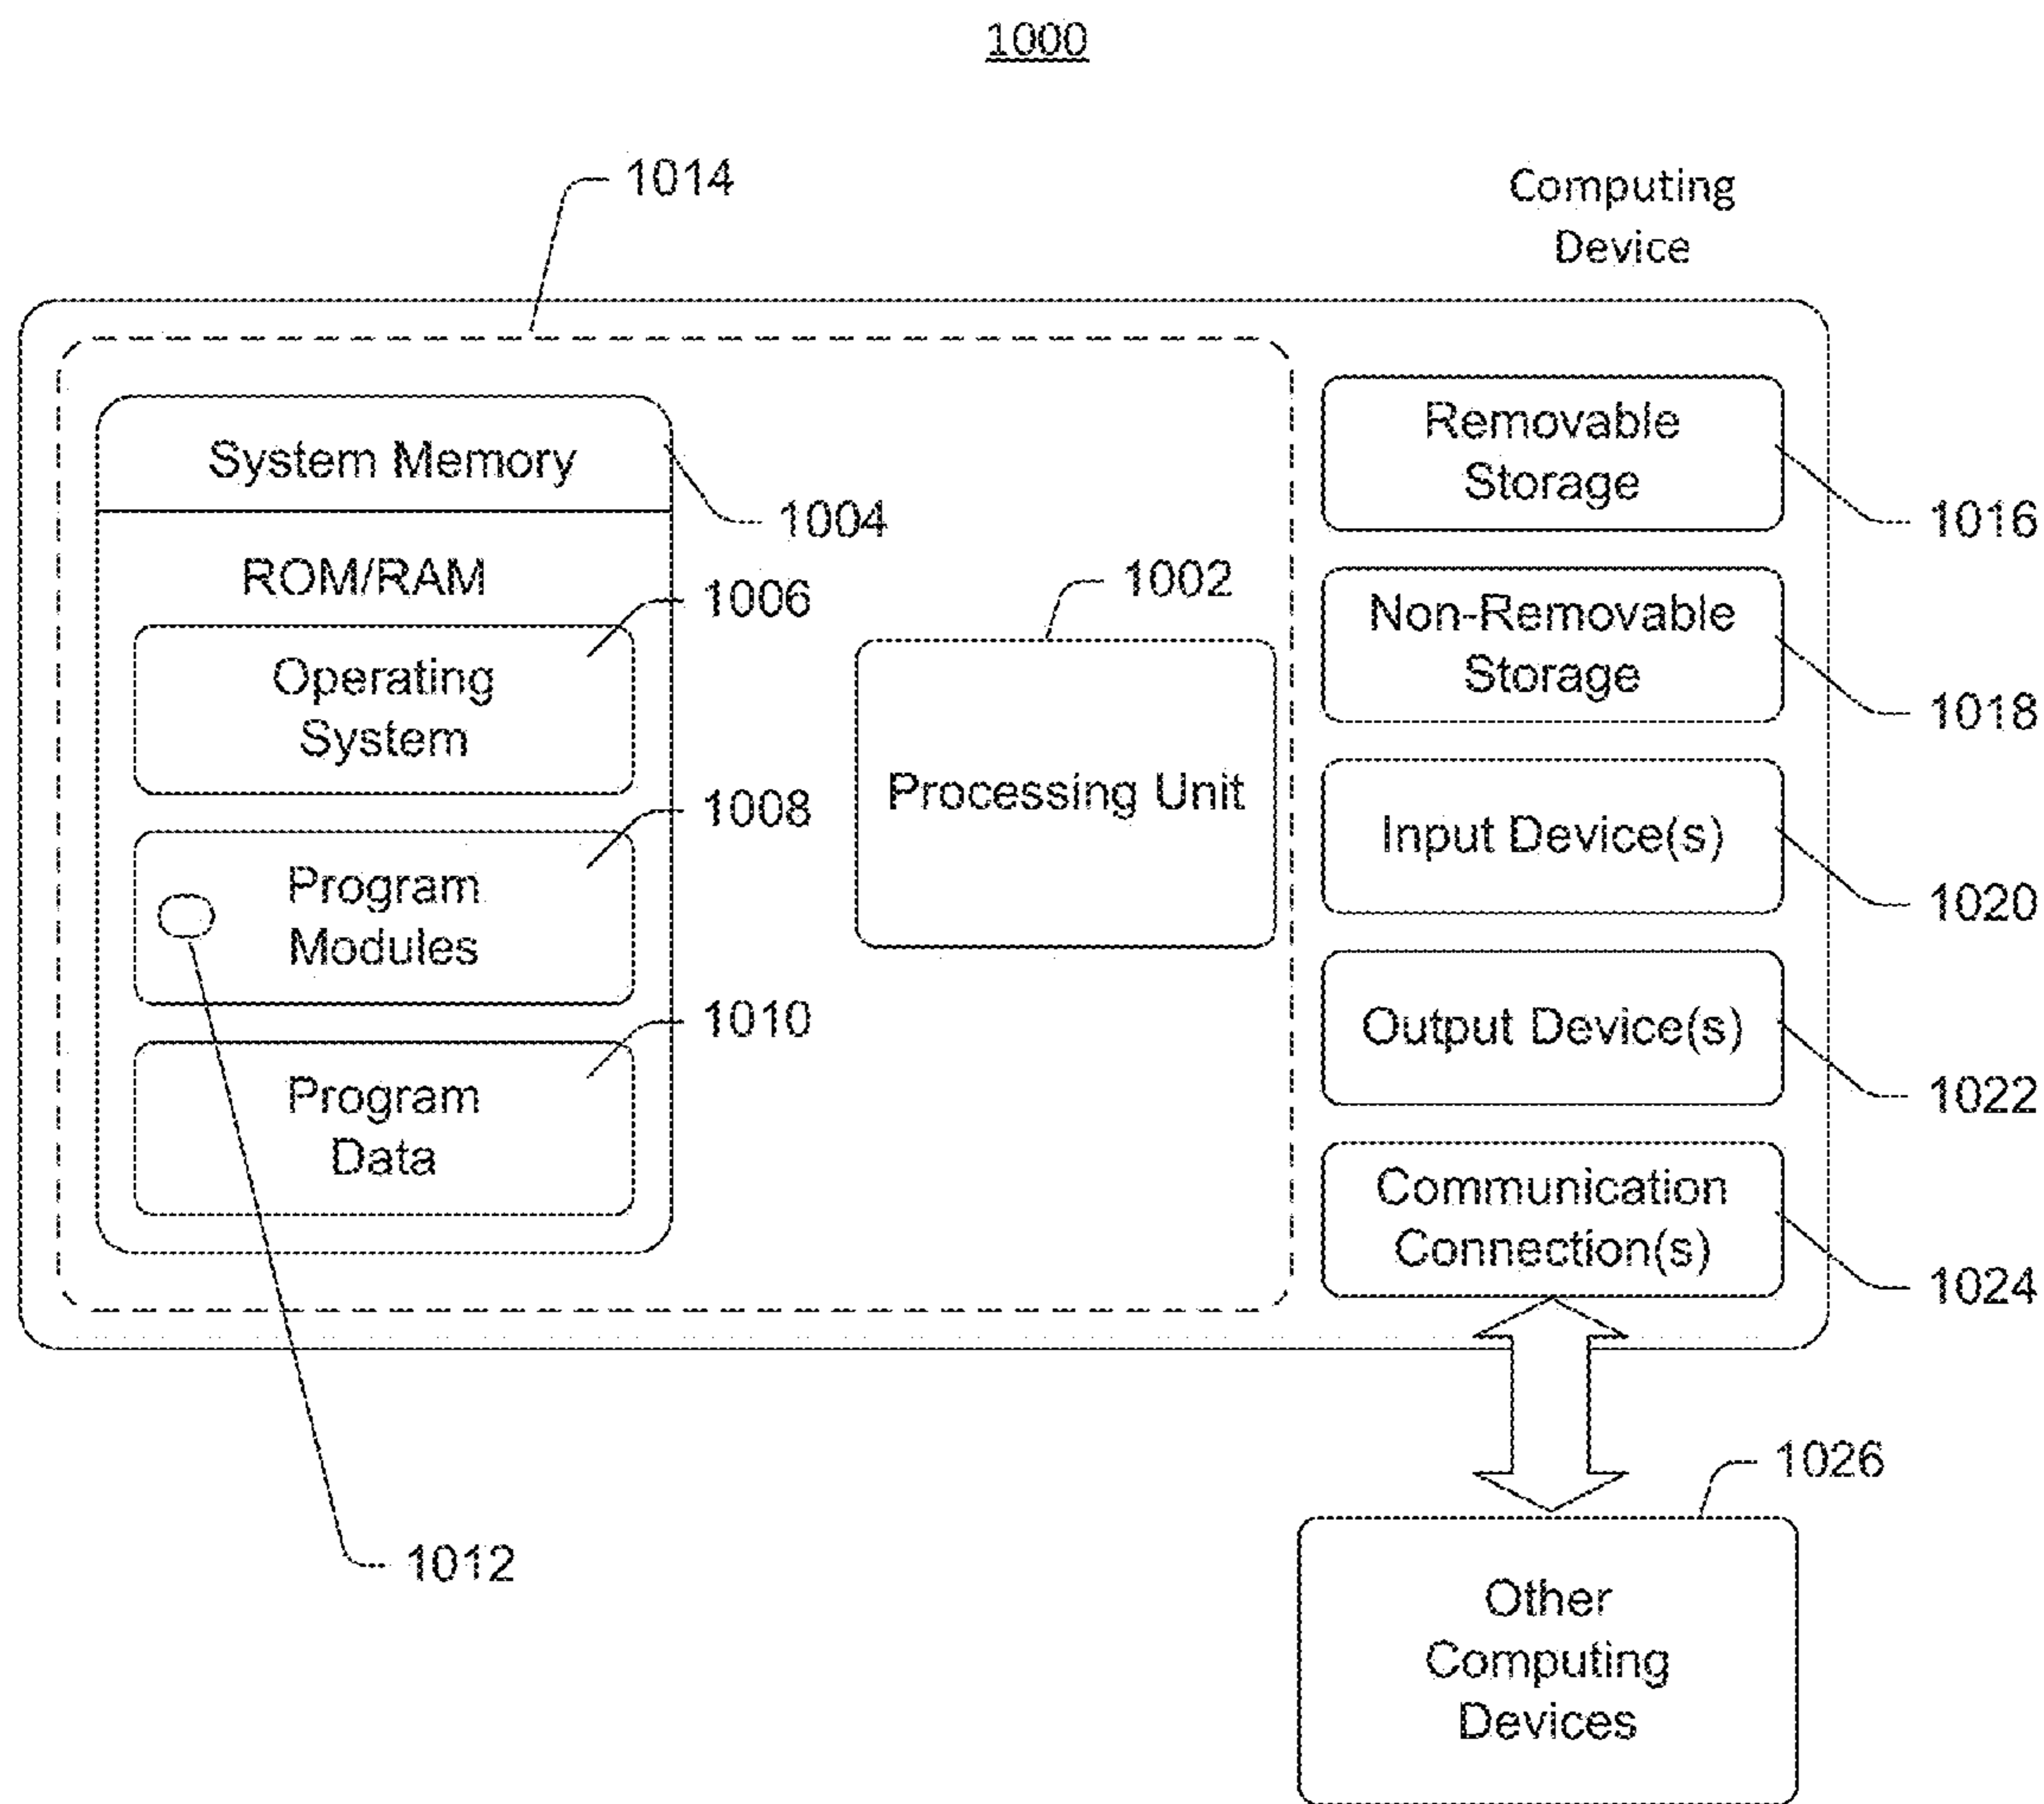 1000
1014
Computing
Device
System Memory
1004
ROM/RAM
1006
Operating
System
1008
Program
Modules
1010
Program
Data
1012
1002
Processing Unit
Removable
Storage
1016
Non-Removable
Storage
1018
Input Device(s)
1020
Output Device(s)
1022
Communication
Connection(s)
1024
1026
Other
Computing
Devices